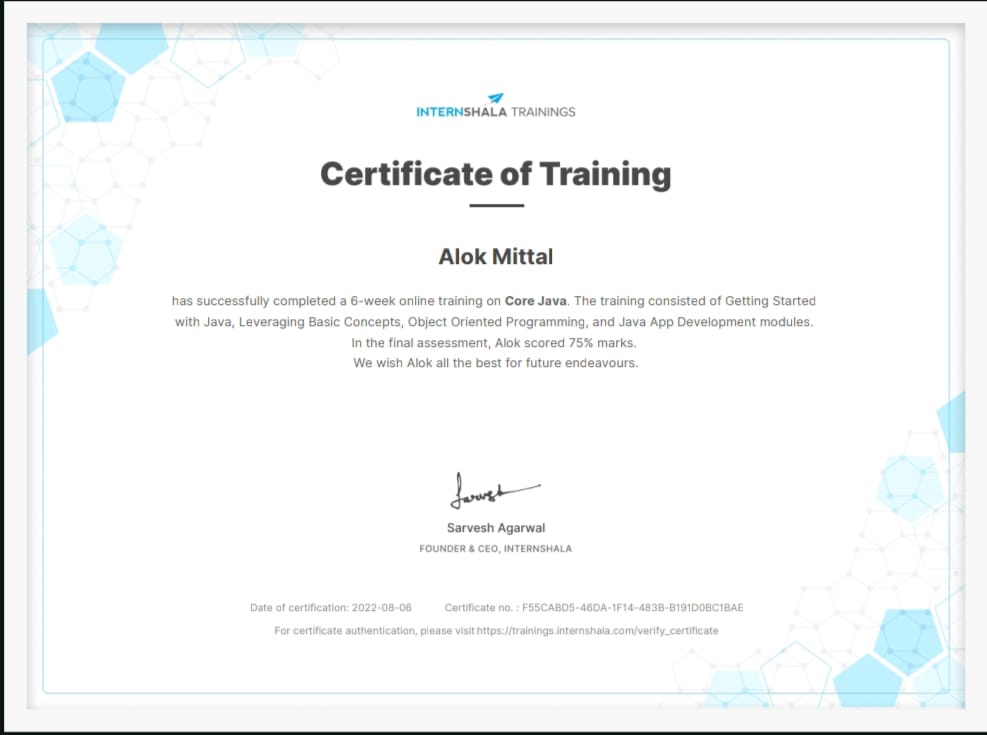 INTERNSHALA TRAININGS
Certificate of Training
Alok Mittal
has successfully completed a 6-week online training on Core Java. The training consisted of Getting Started
with Java, Leveraging Basic Concepts, Object Oriented Programming, and Java App Development modules.
In the final assessment, Alok scored 75% marks.
We wish Alok all the best for future endeavours.
Sarvesh
Sarvesh Agarwal
FOUNDER & CEO, INTERNSHALA
Date of certification: 2022-08-06 Certificate no. : F55CABD5-46DA-1F14-483B-B191D0BC1BAE
For certificate authentication, please visit https://trainings.internshala.com/verify_certificate